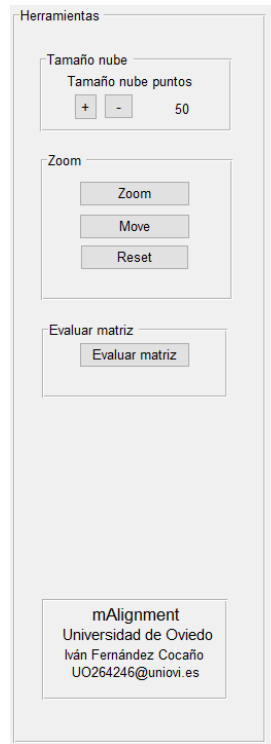 Herramientas
Tamaño nube
Tamaño nube puntos
+ - 50
Zoom
Zoom
Move
Reset
Evaluar matriz
Evaluar matriz
mAlignment
Universidad de Oviedo
Iván Fernández Cocaño
UO264246@uniovi.es